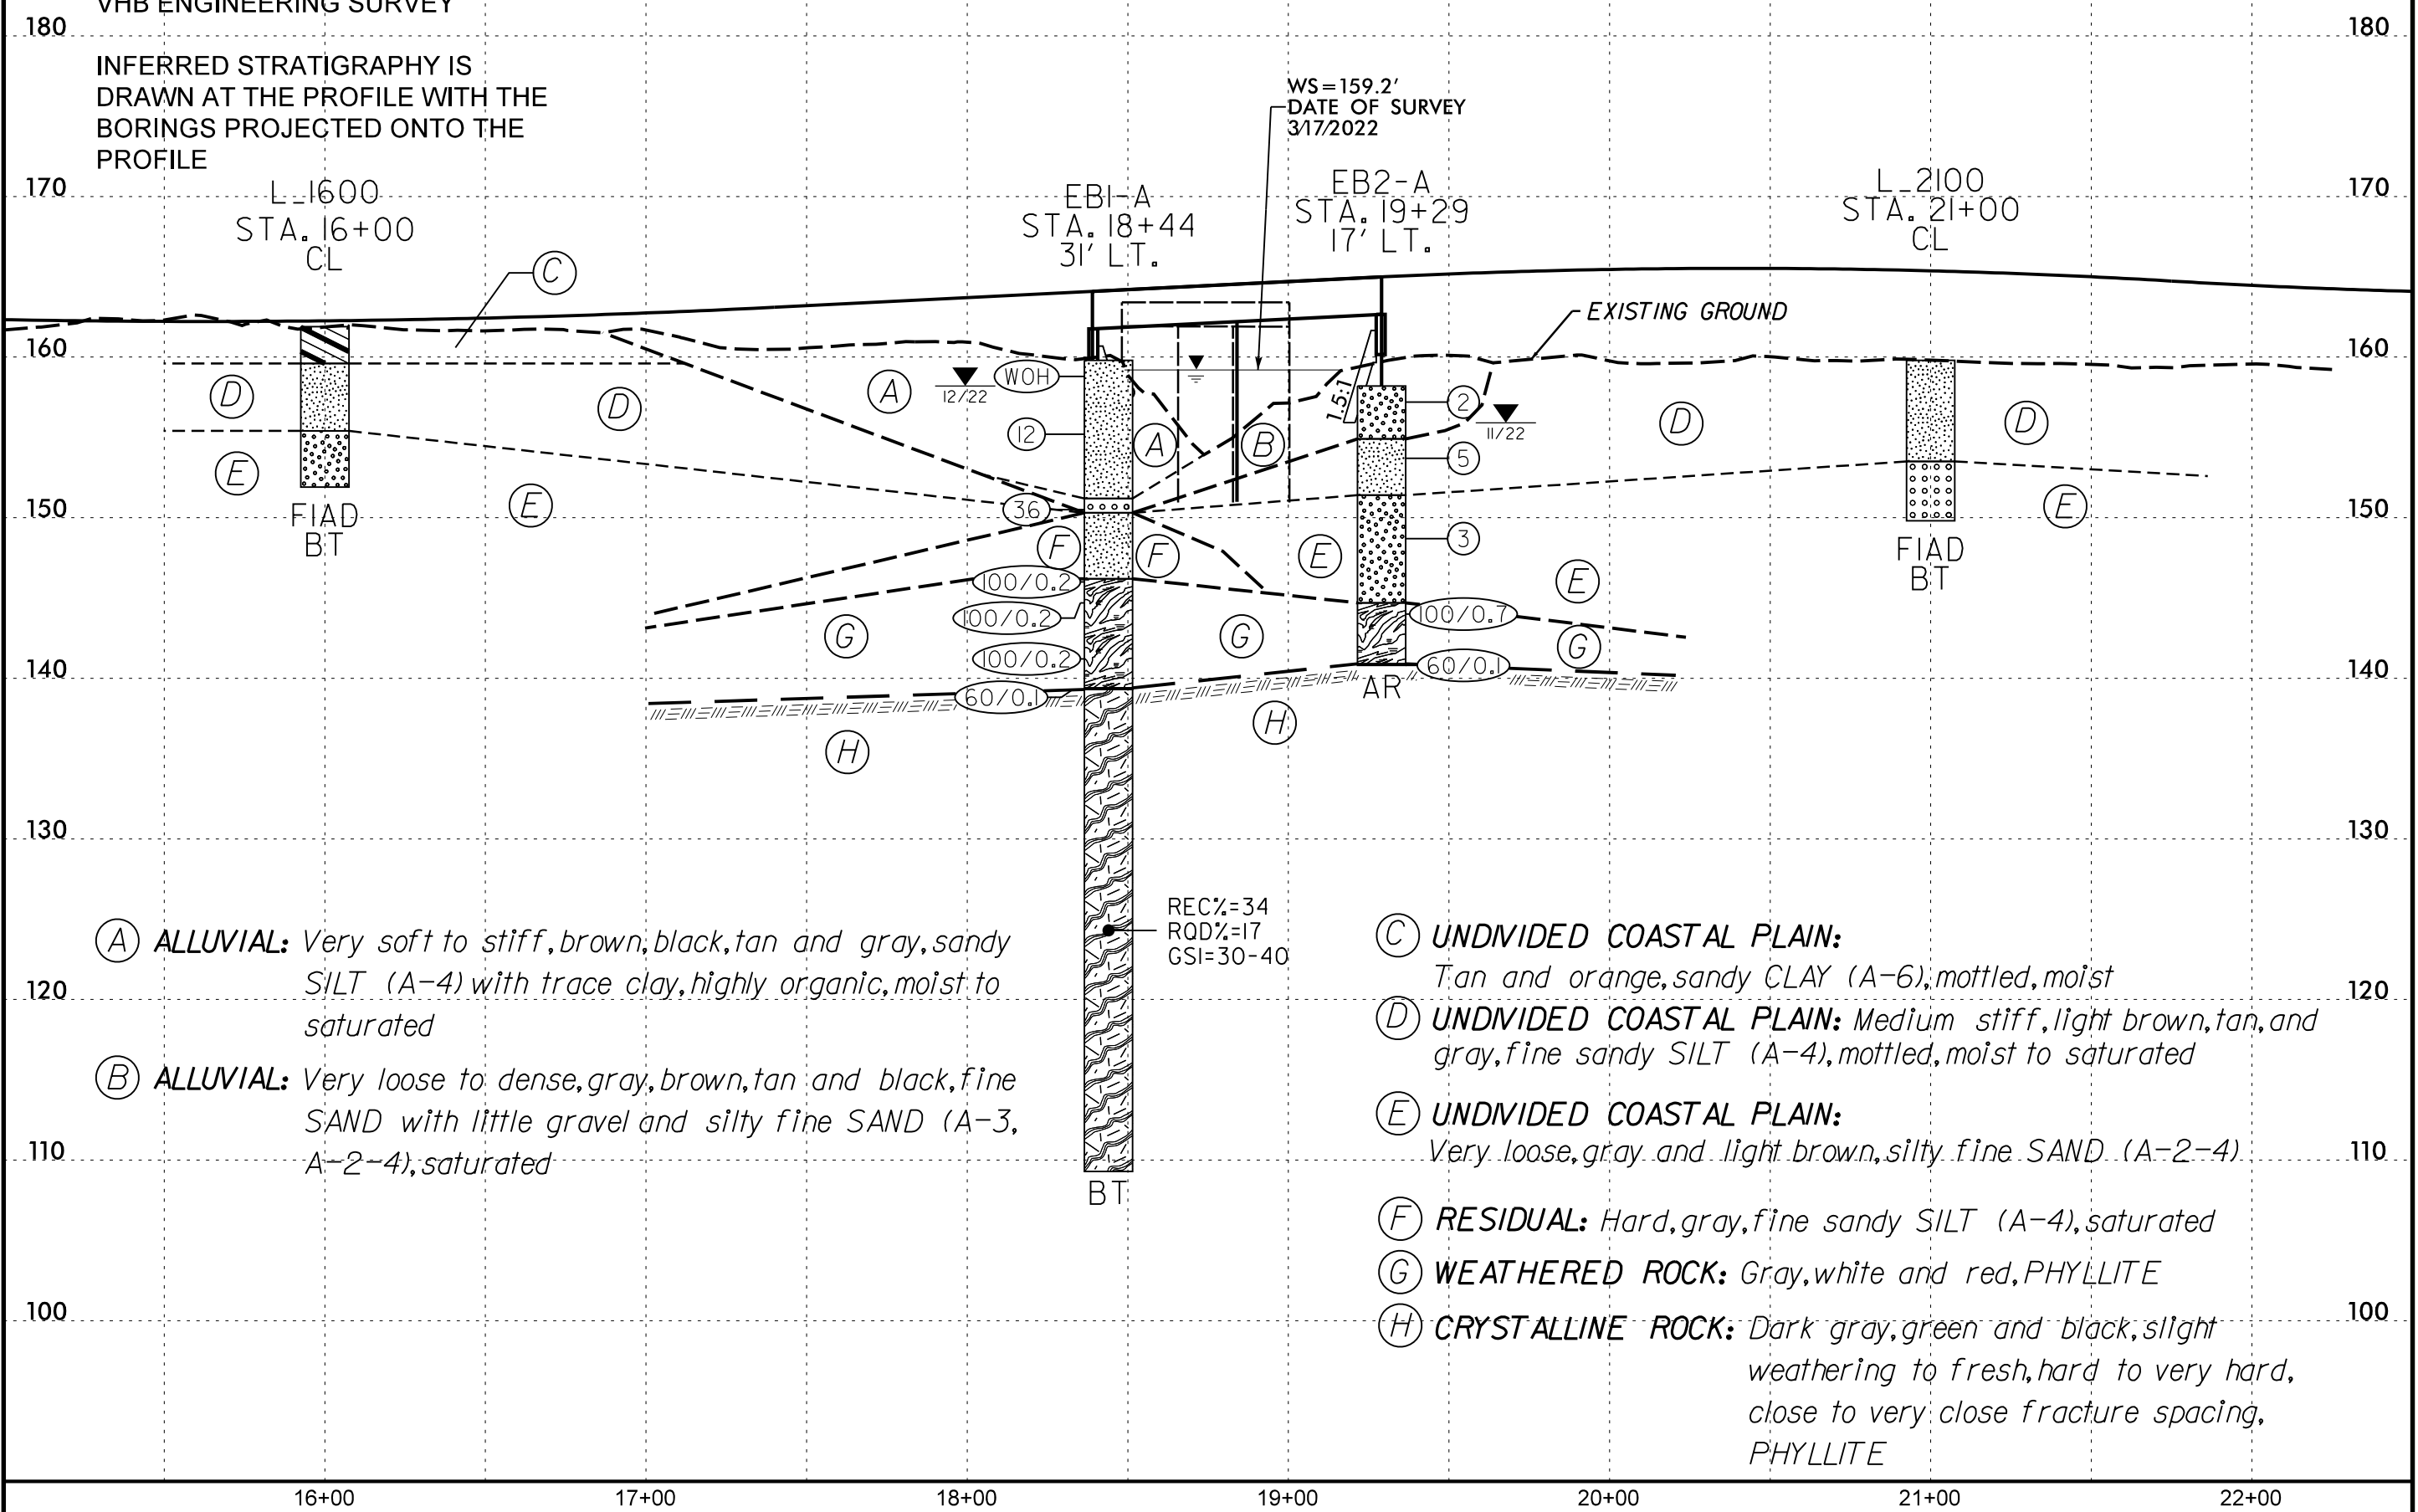 VHB ENGINEERING SURVEY
180
180
INFERRED STRATIGRAPHY IS
DRAWN AT THE PROFILE WITH THE
BORINGS PROJECTED ONTO THE
PROFILE
WS=159.2'
DATE OF SURVEY
3/17/2022
170
170
L_1600
STA. 16+00
CL
EB1-A
STA. 18+44
31' LT.
EB2-A
STA. 19+29
17' LT.
L_2100
STA. 21+00
CL
C
EXISTING GROUND
160
160
D
D
A
12/22
WOH
12
A
B
1.5:1
2
5
11/22
D
D
E
E
36
FIAD
BT
150
150
F
F
E
3
E
E
FIAD
BT
100/0.2
100/0.2
100/0.2
60/0.1
G
G
100/0.7
G
60/0.1
140
140
AR
H
H
130
130
REC%=34
RQD%=17
GSI=30-40
BT
120
120
110
110
100
100
A ALLUVIAL: Very soft to stiff, brown, black, tan and gray, sandy
SILT (A-4) with trace clay, highly organic, moist to
saturated
B ALLUVIAL: Very loose to dense, gray, brown, tan and black, fine
SAND with little gravel and silty fine SAND (A-3,
A-2-4), saturated
C UNDIVIDED COASTAL PLAIN:
Tan and orange, sandy CLAY (A-6), mottled, moist
D UNDIVIDED COASTAL PLAIN: Medium stiff, light brown, tan, and
gray, fine sandy SILT (A-4), mottled, moist to saturated
E UNDIVIDED COASTAL PLAIN:
Very loose, gray and light brown, silty fine SAND (A-2-4)
F RESIDUAL: Hard, gray, fine sandy SILT (A-4), saturated
G WEATHERED ROCK: Gray, white and red, PHYLLITE
H CRYSTALLINE ROCK: Dark gray, green and black, slight
weathering to fresh, hard to very hard,
close to very close fracture spacing,
PHYLLITE
16+00
17+00
18+00
19+00
20+00
21+00
22+00